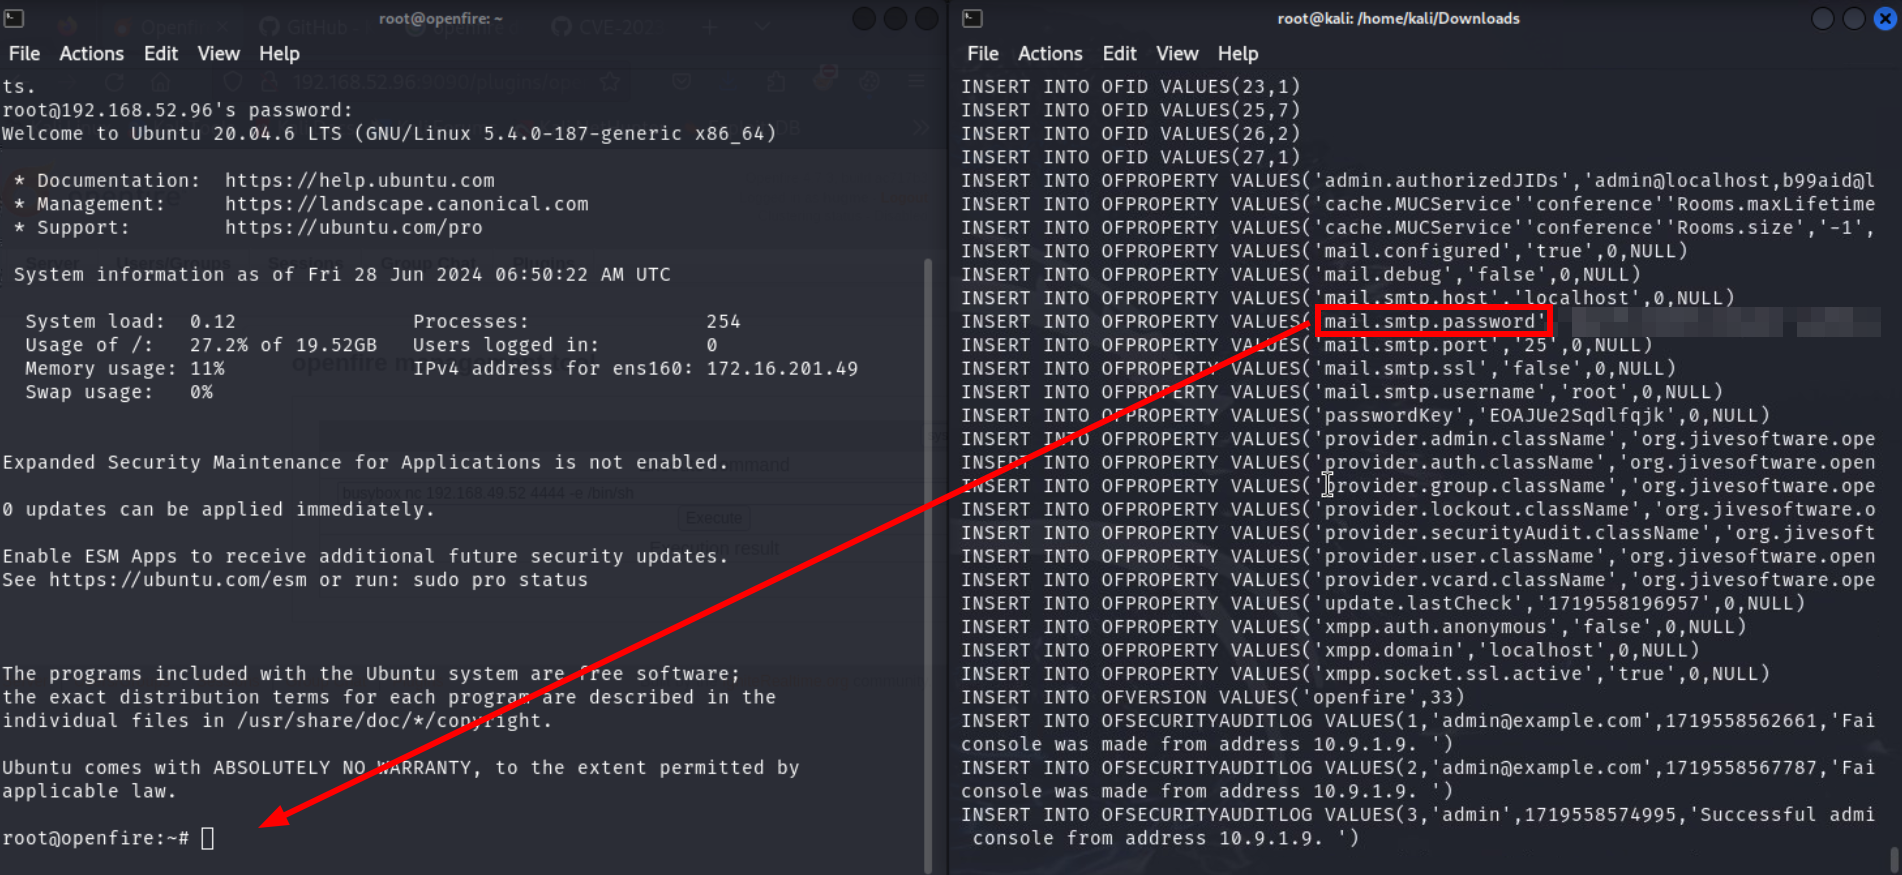 root@openfire: ~
File Actions Edit View Help
ts.
root@192.168.52.96's password:
Welcome to Ubuntu 20.04.6 LTS (GNU/Linux 5.4.0-187-generic x86_64)
* Documentation: https://help.ubuntu.com
* Management: https://landscape.canonical.com
* Support: https://ubuntu.com/pro
System information as of Fri 28 Jun 2024 06:50:22 AM UTC
System load: 0.12 Processes: 254
Usage of /: 27.2% of 19.52GB Users logged in: 0
Memory usage: 11% IPv4 address for ens160: 172.16.201.49
Swap usage: 0%
Expanded Security Maintenance for Applications is not enabled.
0 updates can be applied immediately.
Enable ESM Apps to receive additional future security updates.
See https://ubuntu.com/esm or run: sudo pro status
The programs included with the Ubuntu system are free software;
the exact distribution terms for each program are described in the
individual files in /usr/share/doc/*/copyright.
Ubuntu comes with ABSOLUTELY NO WARRANTY, to the extent permitted by
applicable law.
root@openfire:~#
root@kali: /home/kali/Downloads
File Actions Edit View Help
INSERT INTO OFID VALUES(23,1)
INSERT INTO OFID VALUES(25,7)
INSERT INTO OFID VALUES(26,2)
INSERT INTO OFID VALUES(27,1)
INSERT INTO OFPROPERTY VALUES('admin.authorizedJIDs','admin@localhost,b99aid@l
INSERT INTO OFPROPERTY VALUES('cache.MUCService''conference''Rooms.maxLifetime
INSERT INTO OFPROPERTY VALUES('cache.MUCService''conference''Rooms.size','-1',
INSERT INTO OFPROPERTY VALUES('mail.configured','true',0,NULL)
INSERT INTO OFPROPERTY VALUES('mail.debug','false',0,NULL)
INSERT INTO OFPROPERTY VALUES('mail.smtp.host','localhost',0,NULL)
INSERT INTO OFPROPERTY VALUES('mail.smtp.password'
INSERT INTO OFPROPERTY VALUES('mail.smtp.port','25',0,NULL)
INSERT INTO OFPROPERTY VALUES('mail.smtp.ssl','false',0,NULL)
INSERT INTO OFPROPERTY VALUES('mail.smtp.username','root',0,NULL)
INSERT INTO OFPROPERTY VALUES('passwordKey','EOAJUe2Sqdlfqjk',0,NULL)
INSERT INTO OFPROPERTY VALUES('provider.admin.className','org.jivesoftware.ope
INSERT INTO OFPROPERTY VALUES('provider.auth.className','org.jivesoftware.open
INSERT INTO OFPROPERTY VALUES('provider.group.className','org.jivesoftware.ope
INSERT INTO OFPROPERTY VALUES('provider.lockout.className','org.jivesoftware.o
INSERT INTO OFPROPERTY VALUES('provider.securityAudit.className','org.jivesoft
INSERT INTO OFPROPERTY VALUES('provider.user.className','org.jivesoftware.open
INSERT INTO OFPROPERTY VALUES('provider.vcard.className','org.jivesoftware.ope
INSERT INTO OFPROPERTY VALUES('update.lastCheck','1719558196957',0,NULL)
INSERT INTO OFPROPERTY VALUES('xmpp.auth.anonymous','false',0,NULL)
INSERT INTO OFPROPERTY VALUES('xmpp.domain','localhost',0,NULL)
INSERT INTO OFPROPERTY VALUES('xmpp.socket.ssl.active','true',0,NULL)
INSERT INTO OFVERSION VALUES('openfire',33)
INSERT INTO OFSECURITYAUDITLOG VALUES(1,'admin@example.com',1719558562661,'Fai
console was made from address 10.9.1.9. ')
INSERT INTO OFSECURITYAUDITLOG VALUES(2,'admin@example.com',1719558567787,'Fai
console was made from address 10.9.1.9. ')
INSERT INTO OFSECURITYAUDITLOG VALUES(3,'admin',1719558574995,'Successful admi
console from address 10.9.1.9. ')